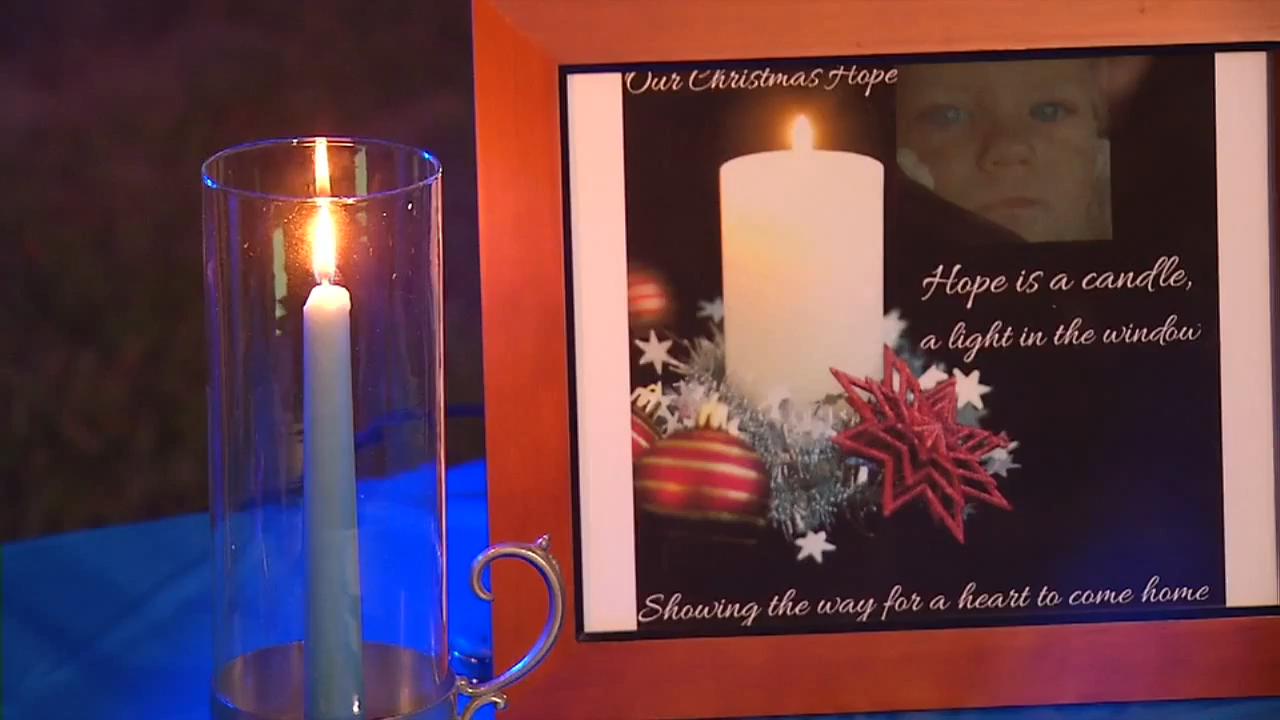 Our Christmas Hope
Hope is a candle,
a light in the window
Showing the way for a heart to come home